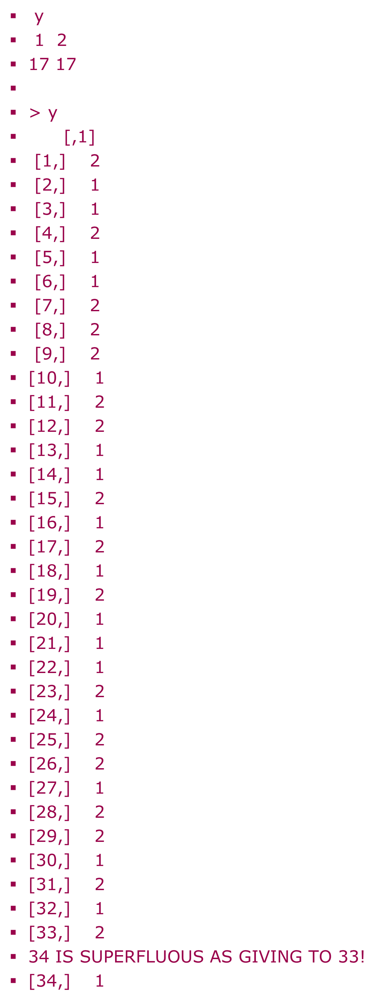 ▪ y
▪ 1 2
▪ 17 17
▪
▪ > y
▪ [,1]
▪ [1,] 2
▪ [2,] 1
▪ [3,] 1
▪ [4,] 2
▪ [5,] 1
▪ [6,] 1
▪ [7,] 2
▪ [8,] 2
▪ [9,] 2
▪ [10,] 1
▪ [11,] 2
▪ [12,] 2
▪ [13,] 1
▪ [14,] 1
▪ [15,] 2
▪ [16,] 1
▪ [17,] 2
▪ [18,] 1
▪ [19,] 2
▪ [20,] 1
▪ [21,] 1
▪ [22,] 1
▪ [23,] 2
▪ [24,] 1
▪ [25,] 2
▪ [26,] 2
▪ [27,] 1
▪ [28,] 2
▪ [29,] 2
▪ [30,] 1
▪ [31,] 2
▪ [32,] 1
▪ [33,] 2
▪ 34 IS SUPERFLUOUS AS GIVING TO 33!
▪ [34,] 1